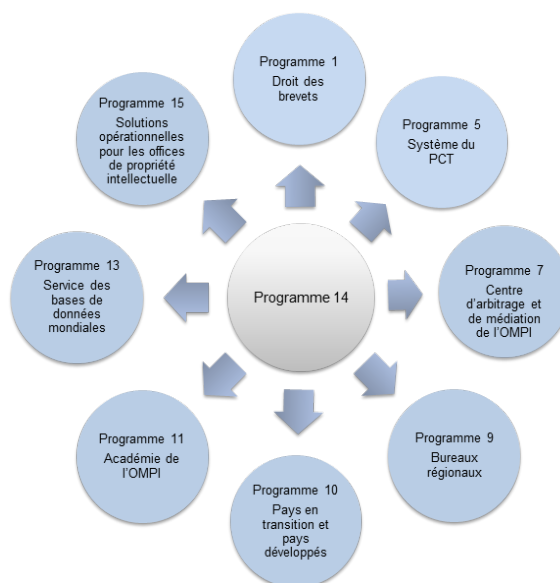 Programme 1
Droit des
brevets
Programme 5
Système du
PCT
Programme 7
Centre
d'arbitrage et
de médiation
de l'OMPI
Programme 9
Bureaux
régionaux
Programme 10
Pays en
transition et
pays
développés
Programme 11
Académie de
l'OMPI
Programme 13
Service des
bases de
données
mondiales
Programme 15
Solutions
opérationnelles
pour les offices
de propriété
intellectuelle
Programme 14